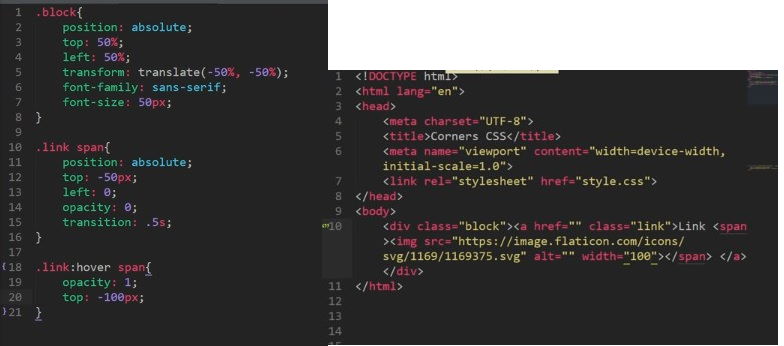 1 .block{
2 position: absolute;
3 top: 50%;
4 left: 50%;
5 transform: translate(-50%, -50%);
6 font-family: sans-serif;
7 font-size: 50px;
8 }
9
10 .link span{
11 position: absolute;
12 top: -50px;
13 left: 0;
14 opacity: 0;
15 transition: .5s;
16 }
17
{18 .link:hover span{
19 opacity: 1;
20 top: -100px;
}21 }
1 <!DOCTYPE html>
2 <html lang="en">
3 <head>
4 <meta charset="UTF-8">
5 <title>Corners CSS</title>
6 <meta name="viewport" content="width=device-width,
initial-scale=1.0">
7 <link rel="stylesheet" href="style.css">
8 </head>
9 <body>
10 <div class="block"><a href="" class="link">Link <span
><img src="https://image.flaticon.com/icons/
svg/1169/1169375.svg" alt="" width="100"></span> </a>
</div>
11 </html>
12
13
14
15